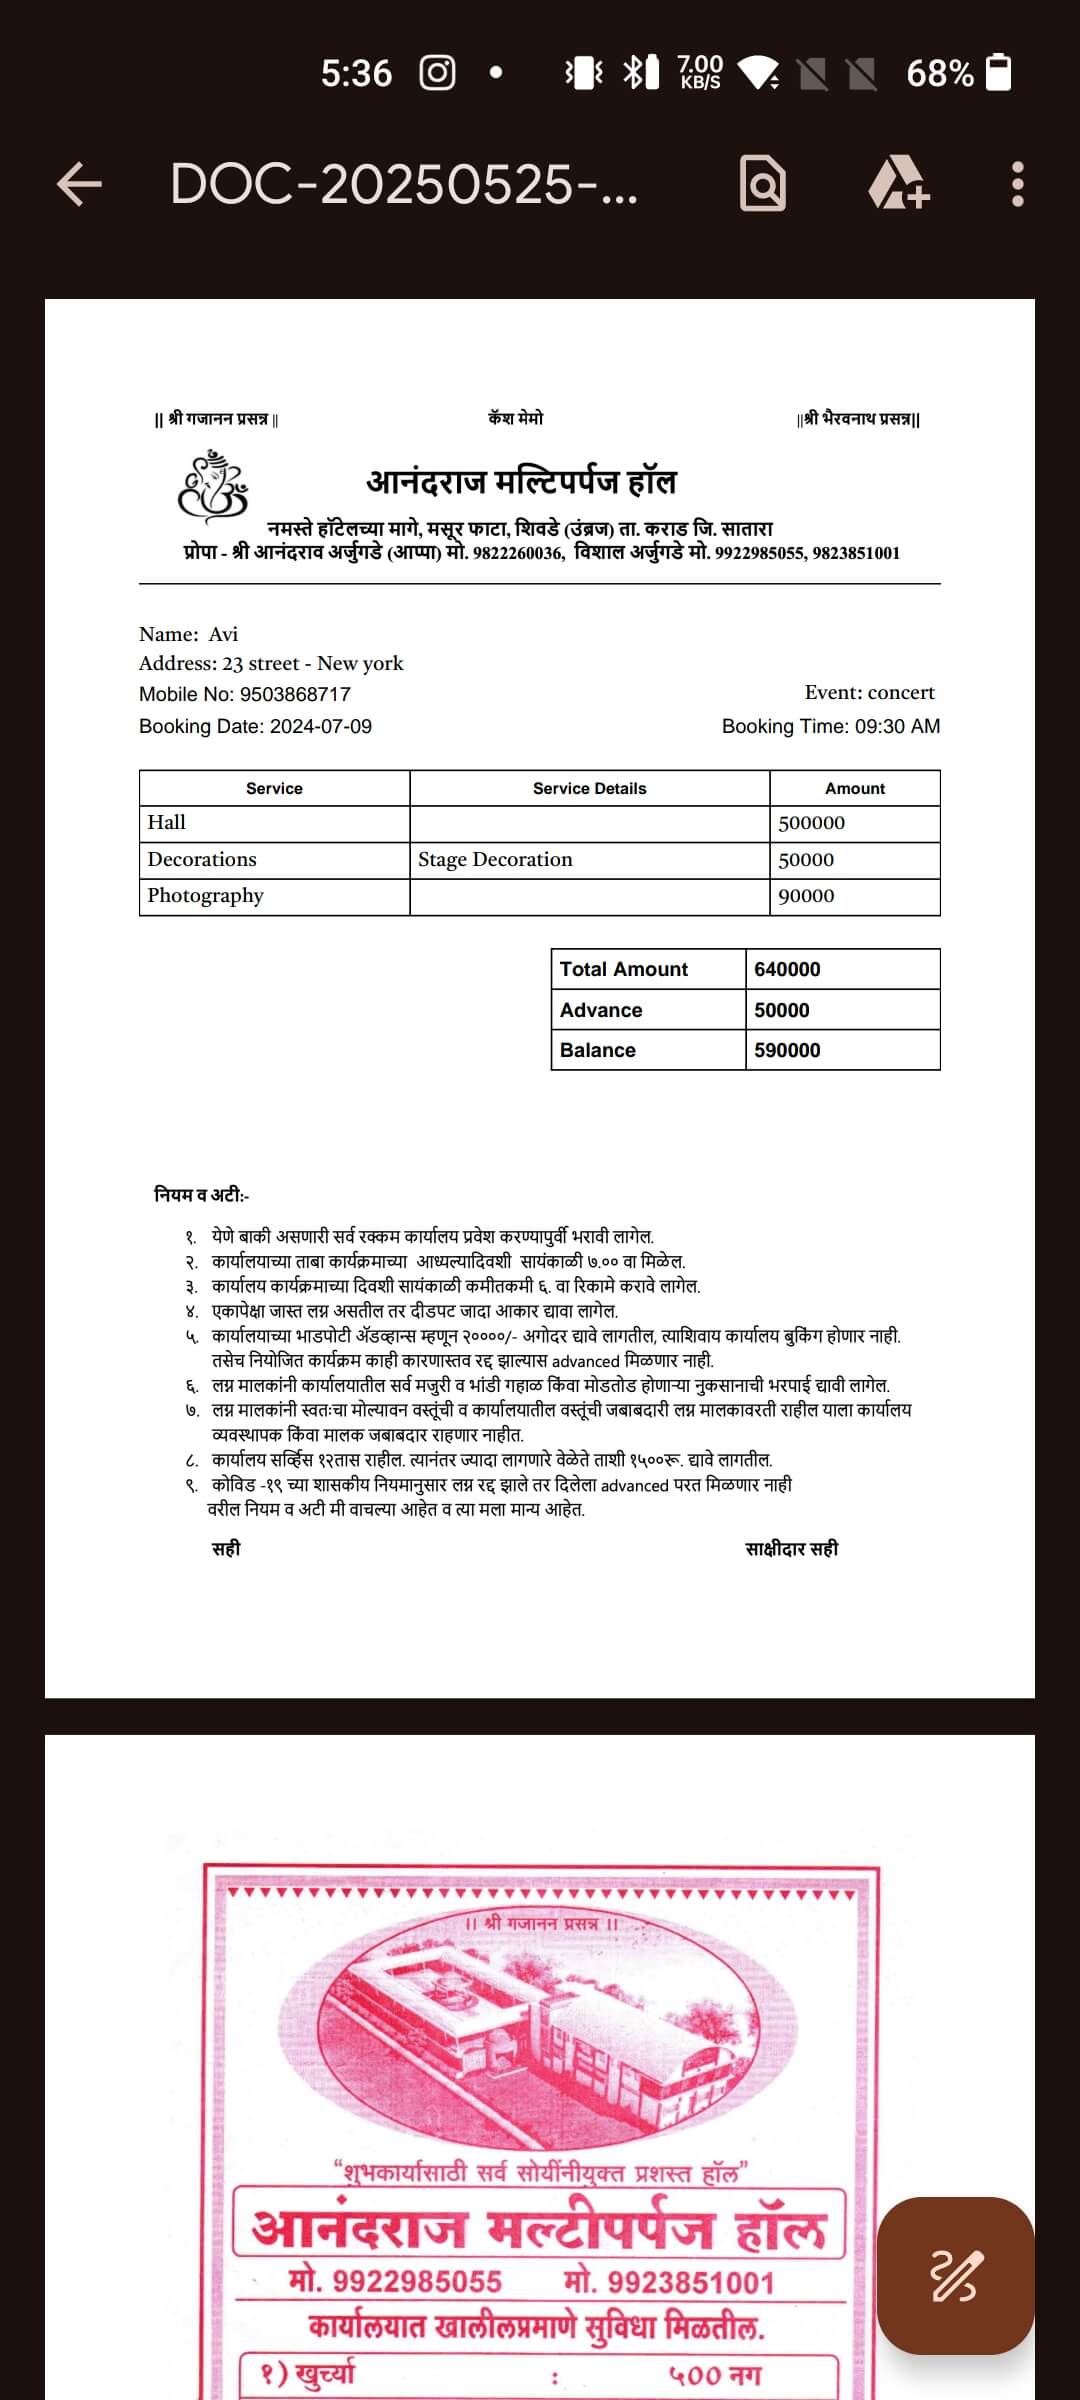 5:36
7.00 KB/S
68%
DOC-20250525-...
|| श्री गजानन प्रसन्न || कॅश मेमो ||श्री भैरवनाथ प्रसन्न||
आनंदराज मल्टिपर्पज हॉल
नमस्ते हॉटेलच्या मागे, मसूर फाटा, शिवडे (उंब्रज) ता. कराड जि. सातारा
प्रोपा - श्री आनंदराव अर्जुगडे (आप्पा) मो. 9822260036, विशाल अर्जुगडे मो. 9922985055, 9823851001
Name: Avi
Address: 23 street - New york
Mobile No: 9503868717 Event: concert
Booking Date: 2024-07-09 Booking Time: 09:30 AM
Service Service Details Amount
Hall 500000
Decorations Stage Decoration 50000
Photography 90000
Total Amount 640000
Advance 50000
Balance 590000
नियम व अटी:-
१. येणे बाकी असणारी सर्व रक्कम कार्यालय प्रवेश करण्यापुर्वी भरावी लागेल.
२. कार्यालयाच्या ताबा कार्यक्रमाच्या आध्यल्यादिवशी सायंकाळी ७.०० वा मिळेल.
३. कार्यालय कार्यक्रमाच्या दिवशी सायंकाळी कमीतकमी ६. वा रिकामे करावे लागेल.
४. एकापेक्षा जास्त लग्न असतील तर दीडपट जादा आकार द्यावा लागेल.
५. कार्यालयाच्या भाडपोटी ॲडव्हान्स म्हणून २००००/- अगोदर द्यावे लागतील, त्याशिवाय कार्यालय बुकिंग होणार नाही.
तसेच नियोजित कार्यक्रम काही कारणास्तव रद्द झाल्यास advanced मिळणार नाही.
६. लग्न मालकांनी कार्यालयातील सर्व मजुरी व भांडी गहाळ किंवा मोडतोड होणाऱ्या नुकसानाची भरपाई द्यावी लागेल.
७. लग्न मालकांनी स्वतःचा मोल्यावन वस्तूंची व कार्यालयातील वस्तूंची जबाबदारी लग्न मालकावरती राहील याला कार्यालय
व्यवस्थापक किंवा मालक जबाबदार राहणार नाहीत.
८. कार्यालय सर्व्हिस १२तास राहील. त्यानंतर ज्यादा लागणारे वेळेते ताशी १५००रू. द्यावे लागतील.
९. कोविड -१९ च्या शासकीय नियमानुसार लग्न रद्द झाले तर दिलेला advanced परत मिळणार नाही
वरील नियम व अटी मी वाचल्या आहेत व त्या मला मान्य आहेत.
सही साक्षीदार सही
।। श्री गजानन प्रसन्न ।।
“शुभकार्यासाठी सर्व सोयींनीयुक्त प्रशस्त हॉल”
आनंदराज मल्टीपर्पज हॉल
मो. 9922985055 मो. 9923851001
कार्यालयात खालीलप्रमाणे सुविधा मिळतील.
१) खुर्च्या : ५०० नग